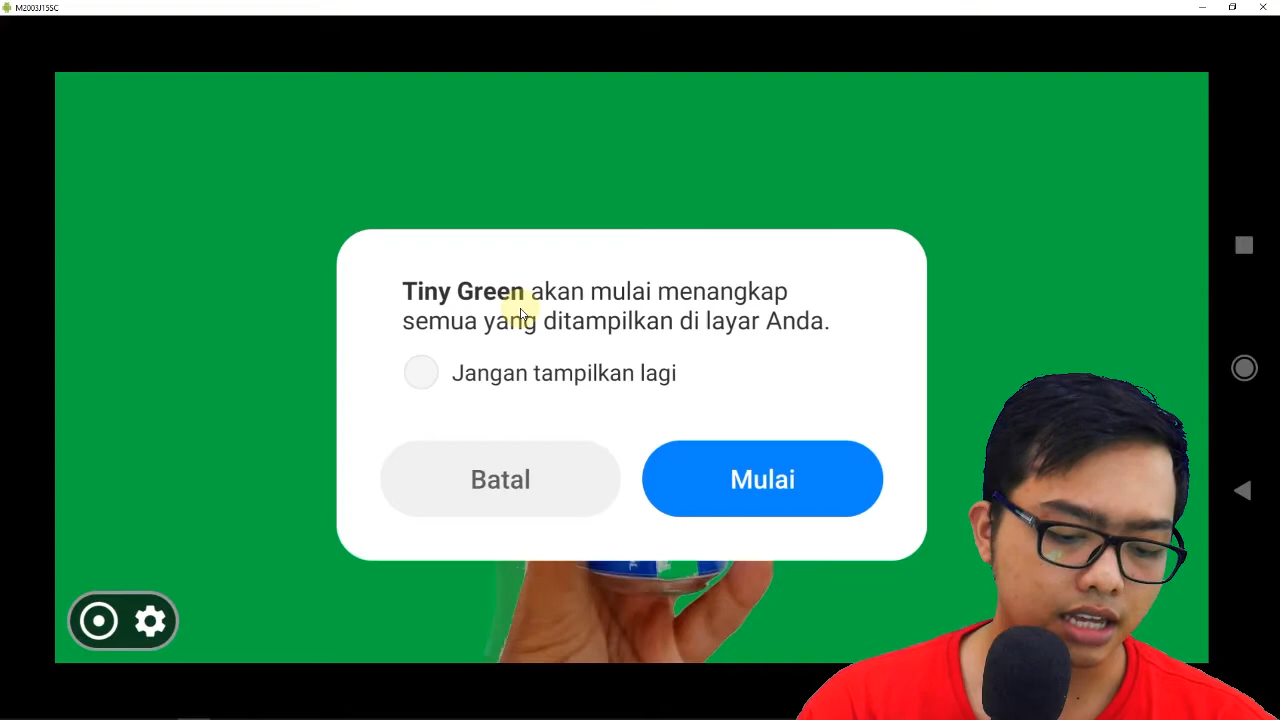 M2003J15SC
Tiny Green akan mulai menangkap
semua yang ditampilkan di layar Anda.
Jangan tampilkan lagi
Batal
Mulai